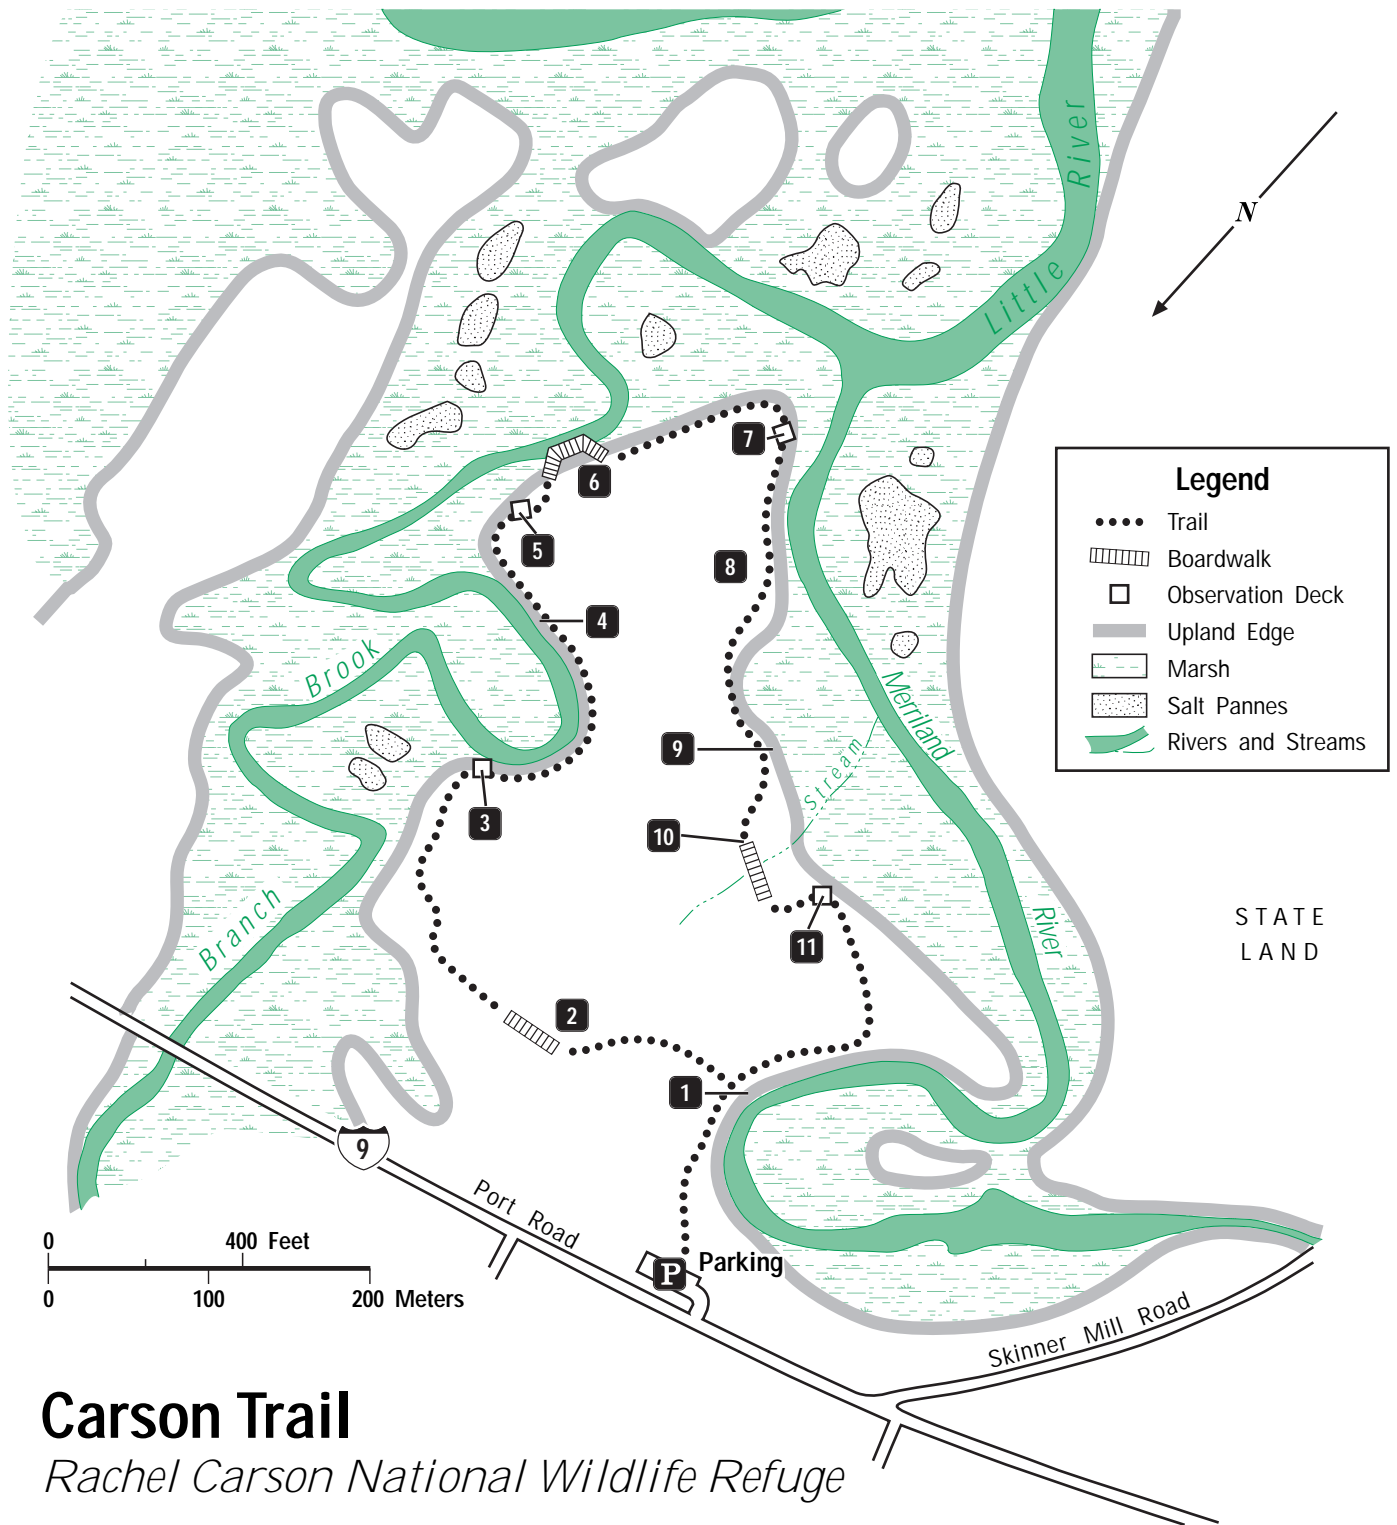 River
Little
N
7
6
5
8
4
Legend
Trail
Boardwalk
Observation Deck
Upland Edge
Marsh
Salt Pannes
Rivers and Streams
Brook
Merriland
9
Stream
3
10
Branch
River
11
STATE
LAND
2
1
9
Port Road
0
400 Feet
0
100
200 Meters
P
Parking
Skinner Mill Road
Carson Trail
Rachel Carson National Wildlife Refuge